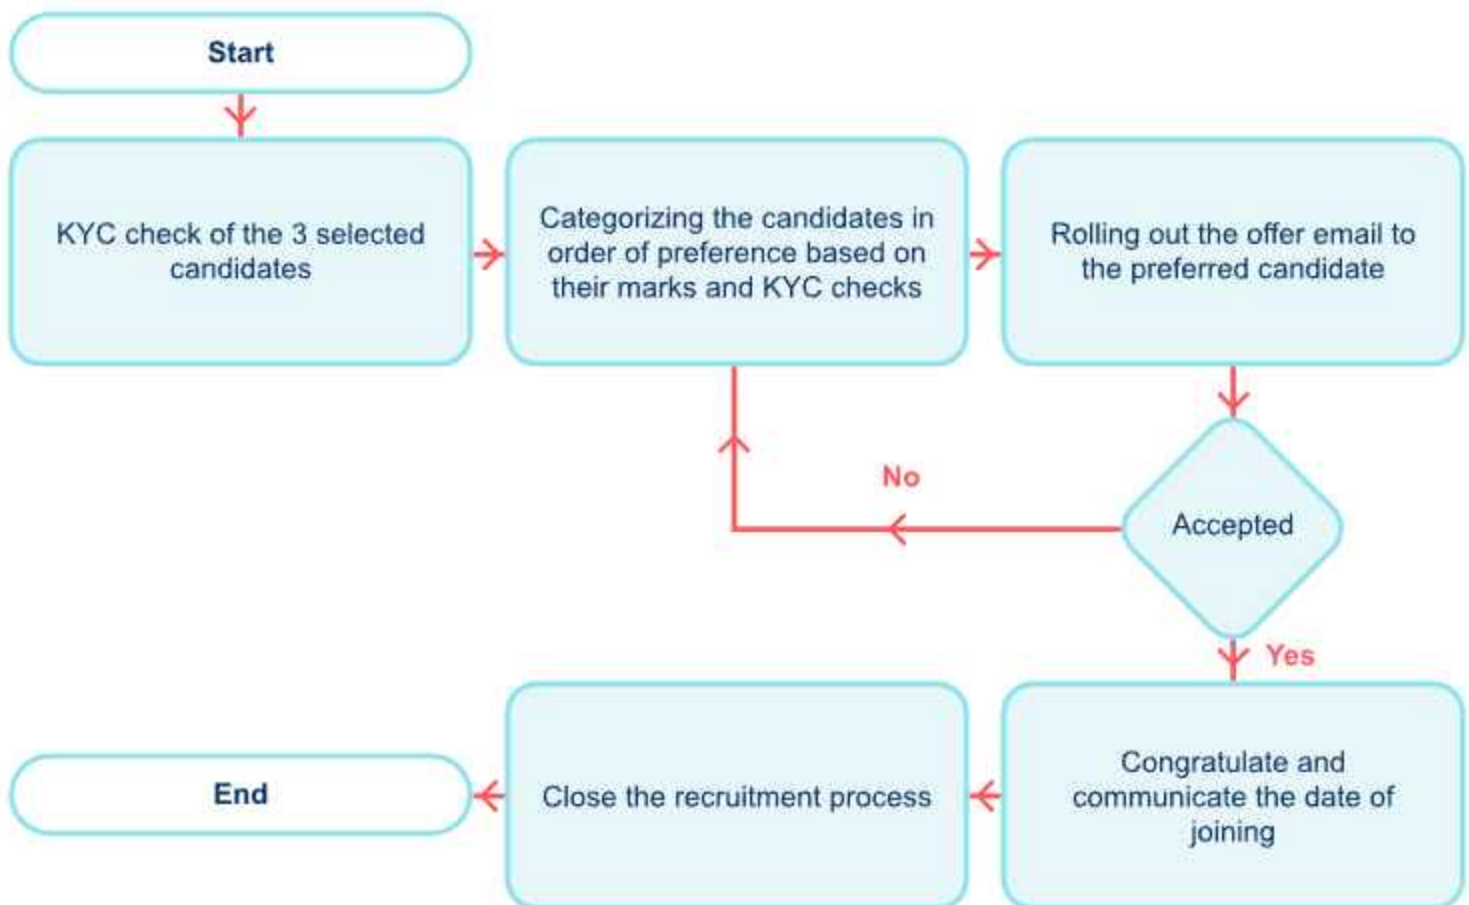 Start
KYC check of the 3 selected
candidates
Categorizing the candidates in
order of preference based on
their marks and KYC checks
Rolling out the offer email to
the preferred candidate
Accepted
No
Yes
Congratulate and
communicate the date of
joining
Close the recruitment process
End